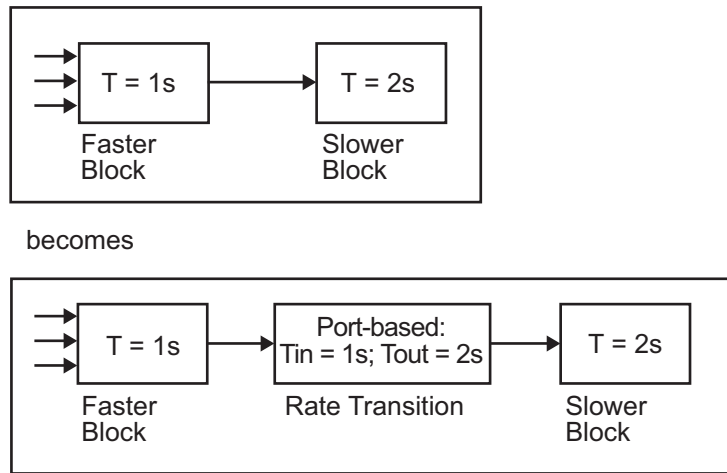 T = 1s
T = 2s
Faster
Block
Slower
Block
becomes
T = 1s
Port-based:
Tin = 1s; Tout = 2s
T = 2s
Faster
Block
Rate Transition
Slower
Block